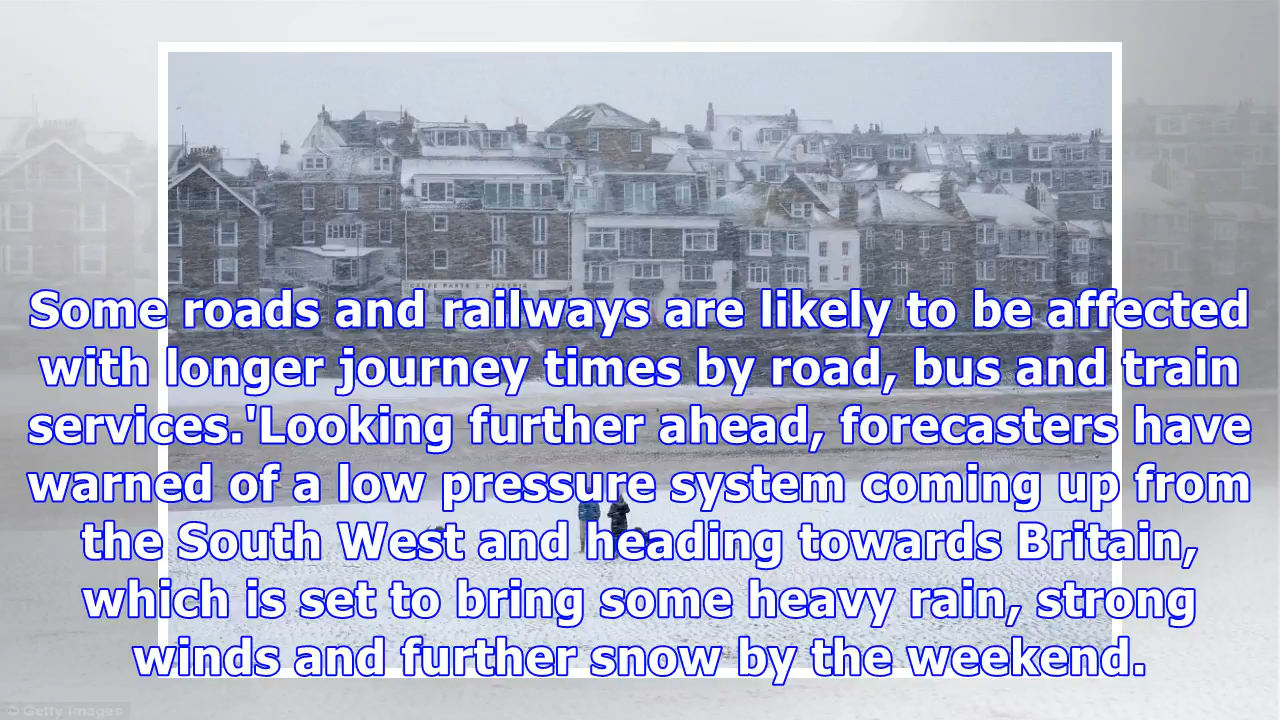 Some roads and railways are likely to be affected
with longer journey times by road, bus and train
services.'Looking further ahead, forecasters have
warned of a low pressure system coming up from
the South West and heading towards Britain,
which is set to bring some heavy rain, strong
winds and further snow by the weekend.
© Getty Images